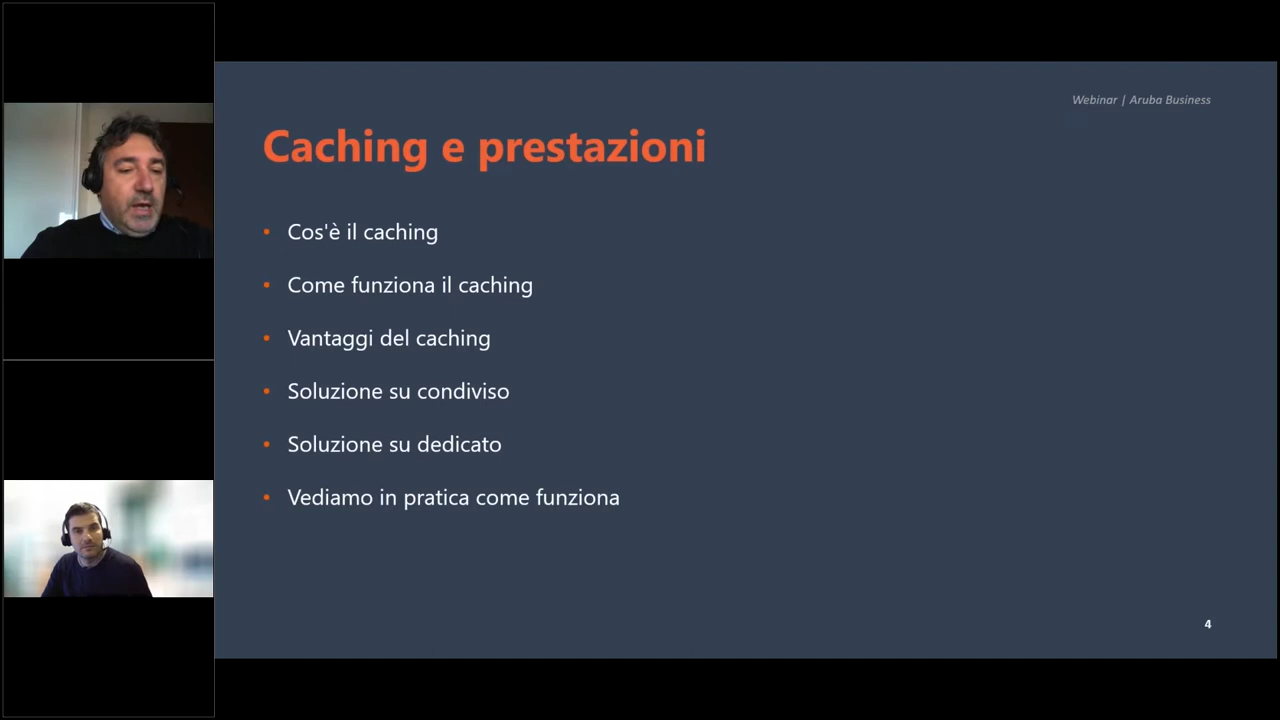 Webinar | Aruba Business
Caching e prestazioni
• Cos'è il caching
• Come funziona il caching
• Vantaggi del caching
• Soluzione su condiviso
• Soluzione su dedicato
• Vediamo in pratica come funziona
4